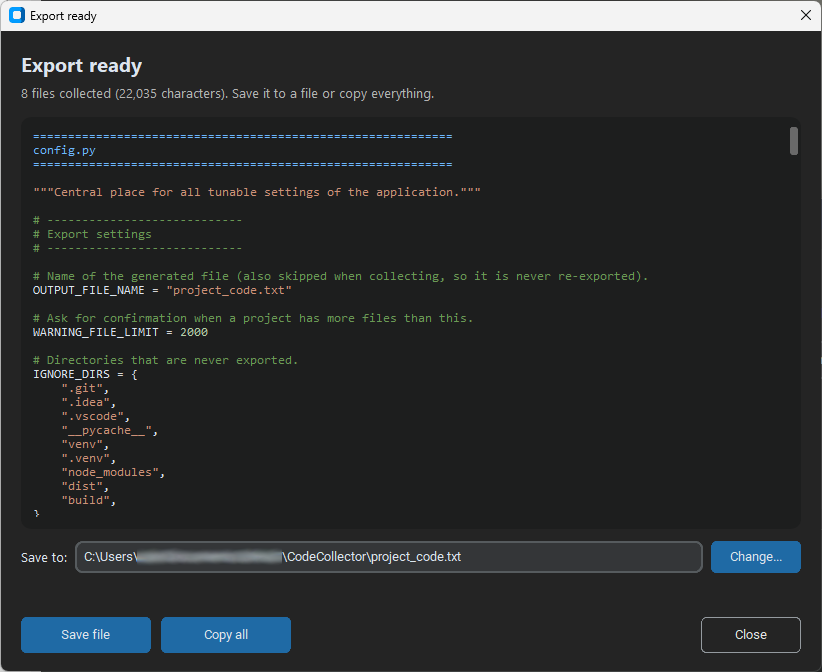 Export ready
Export ready
8 files collected (22,035 characters). Save it to a file or copy everything.
============================================================
config.py
============================================================
"""Central place for all tunable settings of the application."""
# ----------------------------
# Export settings
# ----------------------------
# Name of the generated file (also skipped when collecting, so it is never re-exported).
OUTPUT_FILE_NAME = "project_code.txt"
# Ask for confirmation when a project has more files than this.
WARNING_FILE_LIMIT = 2000
# Directories that are never exported.
IGNORE_DIRS = {
".git",
".idea",
".vscode",
"__pycache__",
"venv",
".venv",
"node_modules",
"dist",
"build",
}
Save to: C:\Users\ \CodeCollector\project_code.txt Change...
Save file Copy all Close